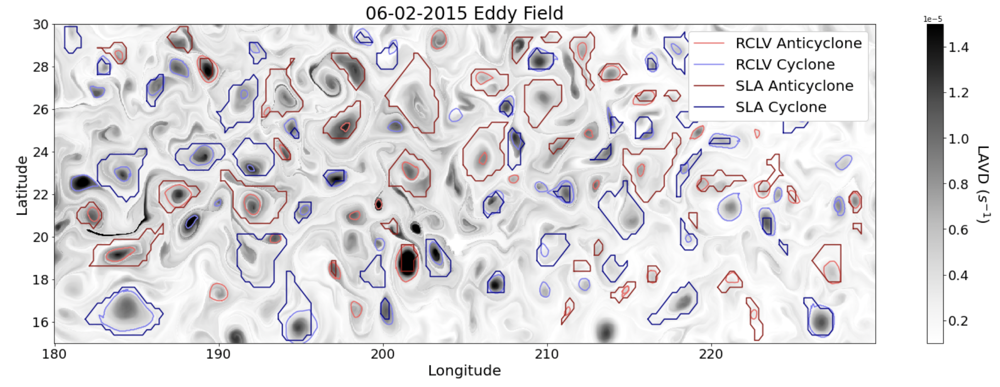 06-02-2015 Eddy Field
1e−5
RCLV Anticyclone
RCLV Cyclone
SLA Anticyclone
SLA Cyclone
30
28
26
24
22
20
18
16
Latitude
180
190
200
210
220
Longitude
1.4
1.2
1.0
0.8
0.6
0.4
0.2
LAVD (s⁻¹)